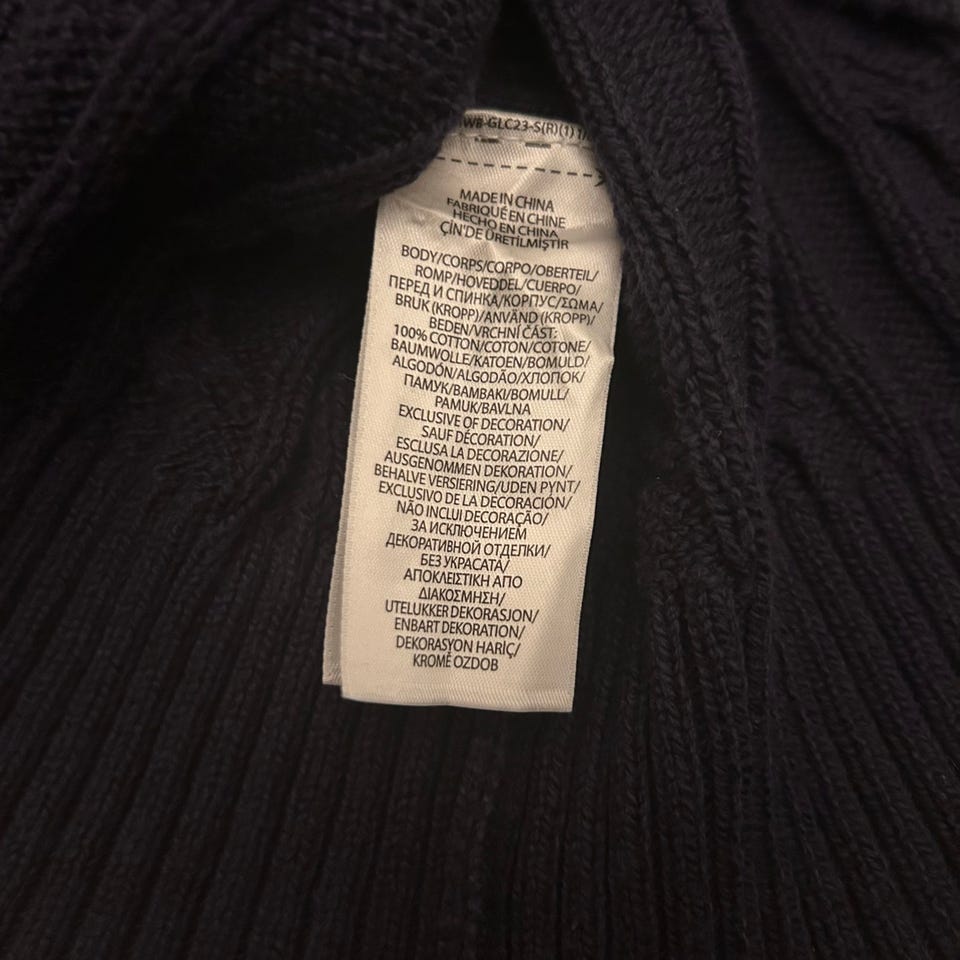 WB-GLC23-S(R)(1)
MADE IN CHINA
FABRIQUÉ EN CHINE
HECHO EN CHINA
ÇİN'DE ÜRETİLMİŞTİR
BODY/CORPS/CORPO/OBERTEIL/
ROMP/HOVEDDEL/CUERPO/
ПЕРЕД И СПИНКА/КОРПУС/ΣΩΜΑ/
BRUK (KROPP)/ANVÄND (KROPP)/
BEDEN/VRCHNÍ ČÁST:
100% COTTON/COTON/COTONE/
BAUMWOLLE/KATOEN/BOMULD/
ALGODÓN/ALGODÃO/ХЛОПОК/
ПАМУК/ΒΑΜΒΑΚΙ/BOMULL/
PAMUK/BAVLNA
EXCLUSIVE OF DECORATION/
SAUF DÉCORATION/
ESCLUSA LA DECORAZIONE/
AUSGENOMMEN DEKORATION/
BEHALVE VERSIERING/UDEN PYNT/
EXCLUSIVO DE LA DECORACIÓN/
NÃO INCLUI DECORAÇÃO/
ЗА ИСКЛЮЧЕНИЕМ
ДЕКОРАТИВНОЙ ОТДЕЛКИ/
БЕЗ УКРАСАТА/
ΑΠΟΚΛΕΙΣΤΙΚΗ ΑΠΟ
ΔΙΑΚΟΣΜΗΣΗ/
UTELUKKER DEKORASJON/
ENBART DEKORATION/
DEKORASYON HARİÇ/
KROMĚ OZDOB